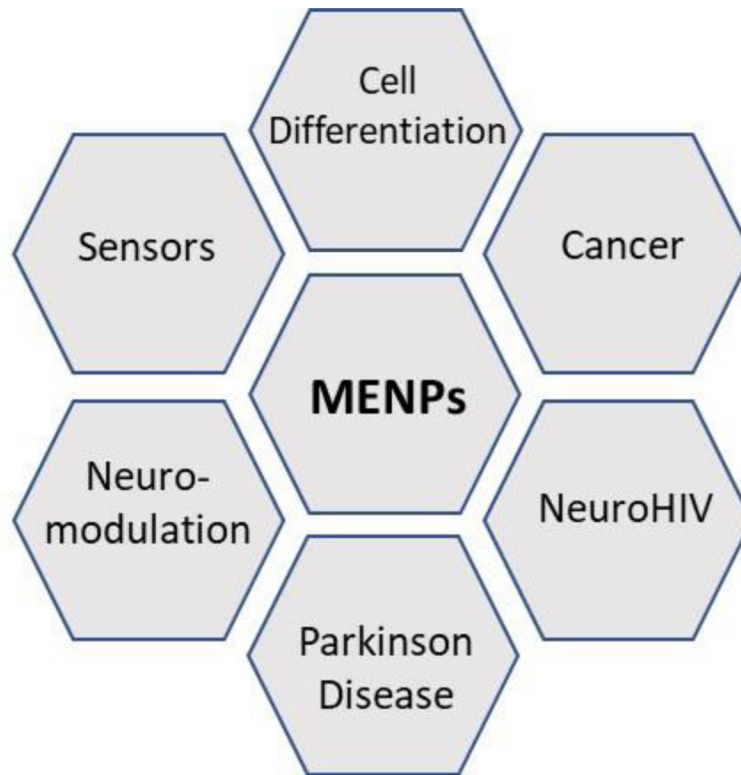 Cell
Differentiation
Sensors
Cancer
MENPs
Neuro-
modulation
NeuroHIV
Parkinson
Disease